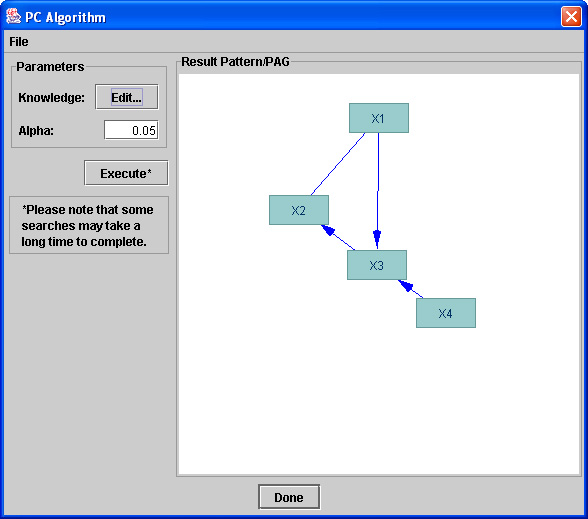 PC Algorithm
File
Parameters
Knowledge: Edit...
Alpha: 0.05
Execute*
*Please note that some
searches may take a
long time to complete.
Result Pattern/PAG
X1
X2
X3
X4
Done